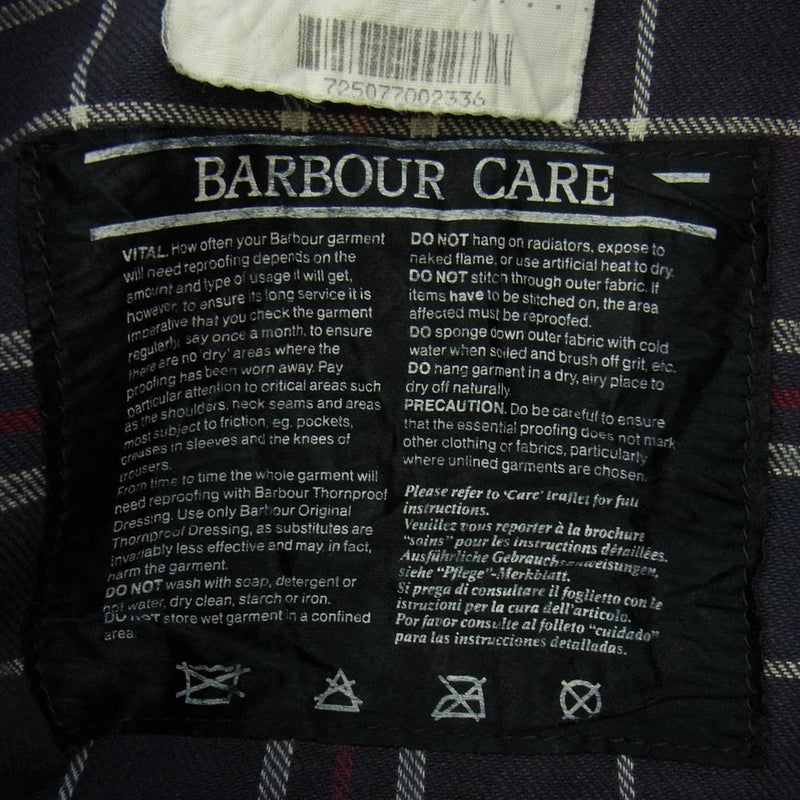 725077002336
BARBOUR CARE
VITAL. How often your Barbour garment
will need reproofing depends on the
amount and type of usage it will get,
however, to ensure its long service it is
imperative that you check the garment
regularly, say once a month, to ensure
there are no 'dry' areas where the
proofing has been worn away. Pay
particular attention to critical areas such
as the shoulders, neck seams and areas
most subject to friction, eg. pockets,
creases in sleeves and the knees of
trousers.
From time to time the whole garment will
need reproofing with Barbour Thornproof
Dressing. Use only Barbour Original
Thornproof Dressing, as substitutes are
invariably less effective and may, in fact,
harm the garment.
DO NOT wash with soap, detergent or
hot water, dry clean, starch or iron.
DO NOT store wet garment in a confined
area.
DO NOT hang on radiators, expose to
naked flame, or use artificial heat to dry.
DO NOT stitch through outer fabric. If
items have to be stitched on, the area
affected must be reproofed.
DO sponge down outer fabric with cold
water when soiled and brush off grit, etc.
DO hang garment in a dry, airy place to
dry off naturally.
PRECAUTION. Do be careful to ensure
that the essential proofing does not mark
other clothing or fabrics, particularly
where unlined garments are chosen.
Please refer to 'Care' leaflet for full
instructions.
Veuillez vous reporter à la brochure
"soins" pour les instructions détaillées.
Ausführliche Gebrauchsanweisungen,
siehe "Pflege"-Merkblatt.
Si prega di consultare il foglietto con le
istruzioni per la cura dell'articolo.
Por favor consulte al folleto "cuidado"
para las instrucciones detalladas.